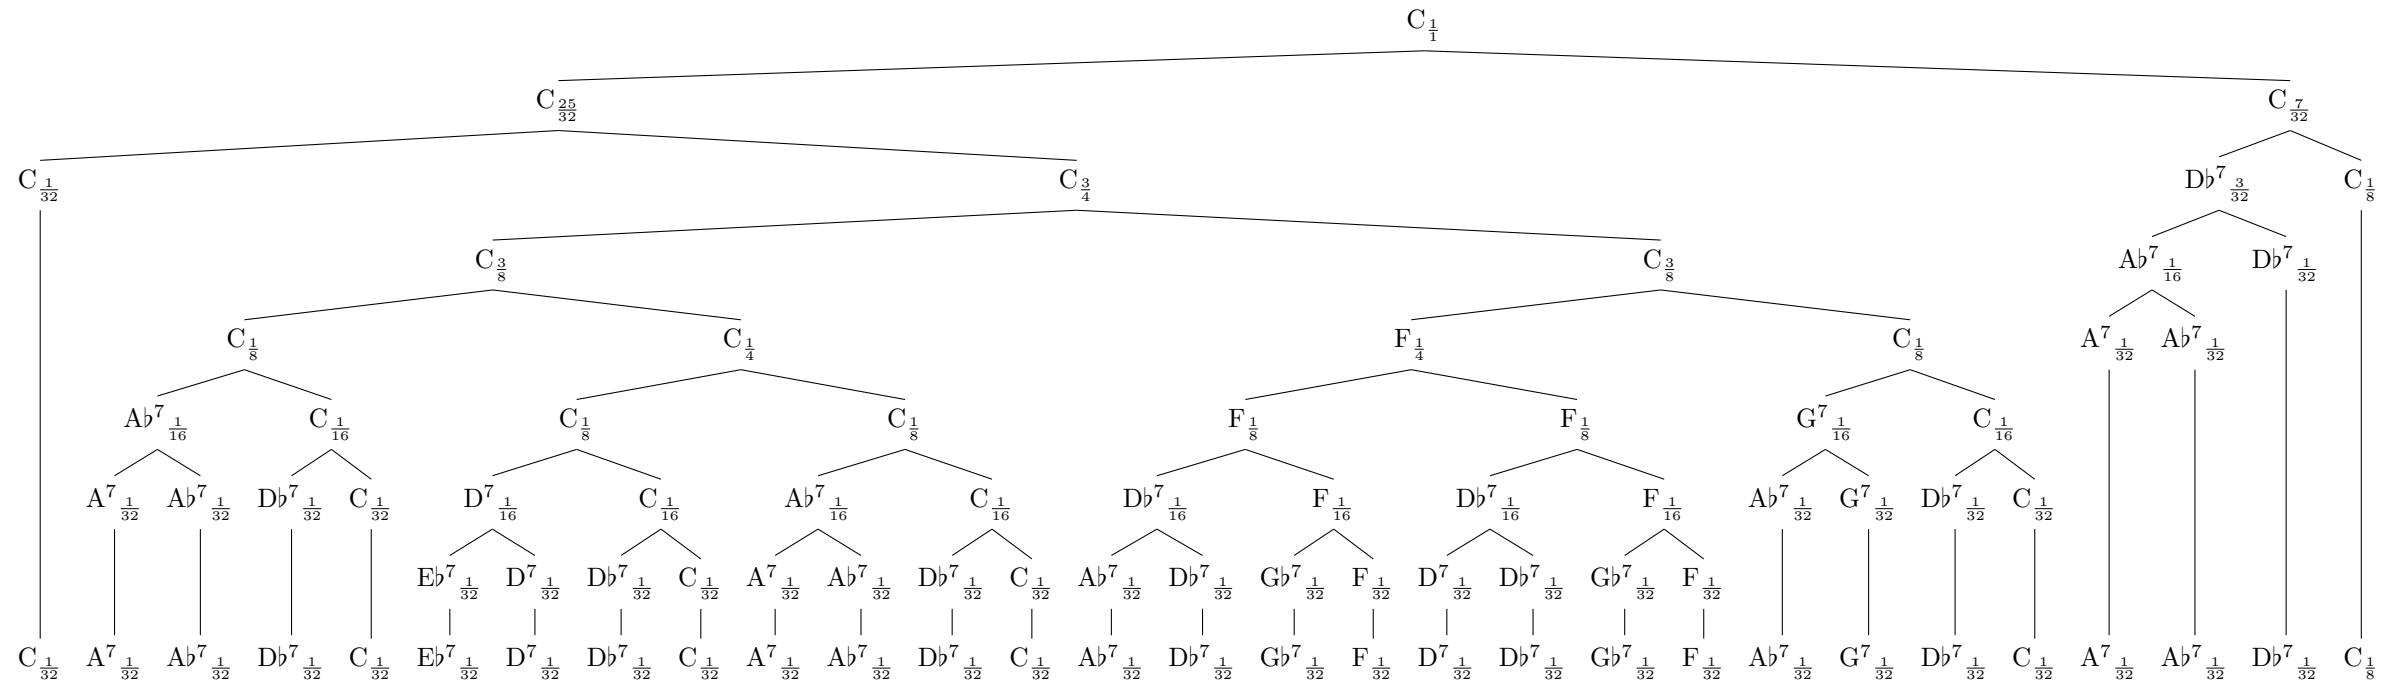 C 1/1
C 25/32 C 7/32
C 1/32 C 3/4 D♭⁷ 3/32 C 1/8
C 3/8 C 3/8 A♭⁷ 1/16 D♭⁷ 1/32
C 1/8 C 1/4 F 1/4 C 1/8 A⁷ 1/32 A♭⁷ 1/32
A♭⁷ 1/16 C 1/16 C 1/8 C 1/8 F 1/8 F 1/8 G⁷ 1/16 C 1/16
A⁷ 1/32 A♭⁷ 1/32 D♭⁷ 1/32 C 1/32 D⁷ 1/16 C 1/16 A♭⁷ 1/16 C 1/16 D♭⁷ 1/16 F 1/16 D♭⁷ 1/16 F 1/16 A♭⁷ 1/32 G⁷ 1/32 D♭⁷ 1/32 C 1/32
E♭⁷ 1/32 D⁷ 1/32 D♭⁷ 1/32 C 1/32 A⁷ 1/32 A♭⁷ 1/32 D♭⁷ 1/32 C 1/32 A♭⁷ 1/32 D♭⁷ 1/32 G♭⁷ 1/32 F 1/32 D⁷ 1/32 D♭⁷ 1/32 G♭⁷ 1/32 F 1/32
C 1/32 A⁷ 1/32 A♭⁷ 1/32 D♭⁷ 1/32 C 1/32 E♭⁷ 1/32 D⁷ 1/32 D♭⁷ 1/32 C 1/32 A⁷ 1/32 A♭⁷ 1/32 D♭⁷ 1/32 C 1/32 A♭⁷ 1/32 D♭⁷ 1/32 G♭⁷ 1/32 F 1/32 D⁷ 1/32 D♭⁷ 1/32 G♭⁷ 1/32 F 1/32 A♭⁷ 1/32 G⁷ 1/32 D♭⁷ 1/32 C 1/32 A⁷ 1/32 A♭⁷ 1/32 D♭⁷ 1/32 C 1/8